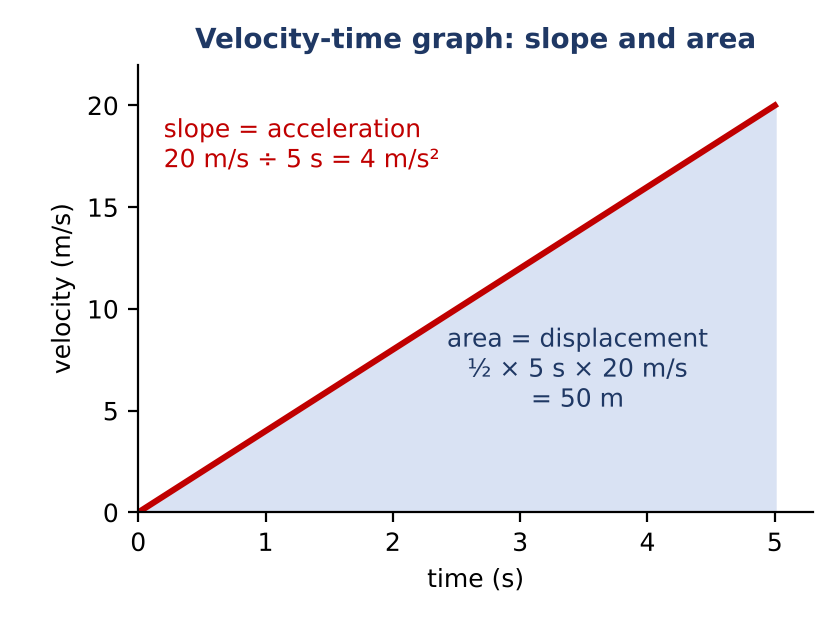 Velocity-time graph: slope and area
slope = acceleration
20 m/s ÷ 5 s = 4 m/s²
area = displacement
½ × 5 s × 20 m/s
= 50 m
velocity (m/s)
20
15
10
5
0
0 1 2 3 4 5
time (s)